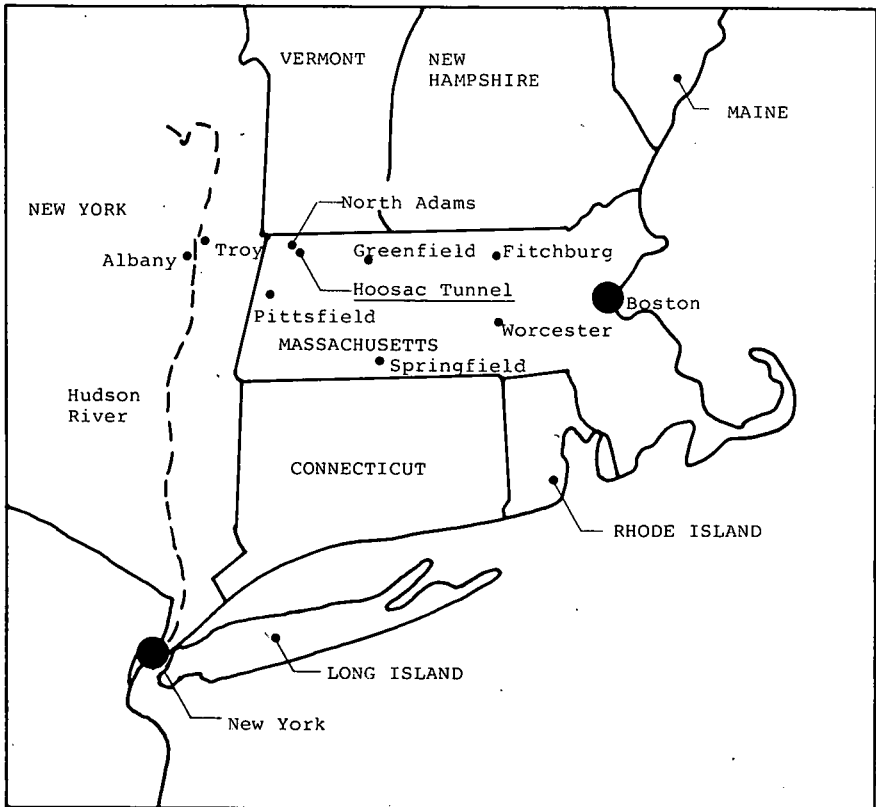 VERMONT
NEW
HAMPSHIRE
MAINE
North Adams
NEW YORK
Troy
Greenfield
Fitchburg
Albany
Hoosac Tunnel
Boston
Pittsfield
Worcester
MASSACHUSETTS
Springfield
Hudson
River
CONNECTICUT
RHODE ISLAND
LONG ISLAND
New York